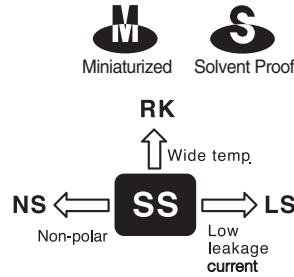 M S
Miniaturized Solvent Proof
RK
Wide temp
NS SS LS
Non-polar Low
leakage
current